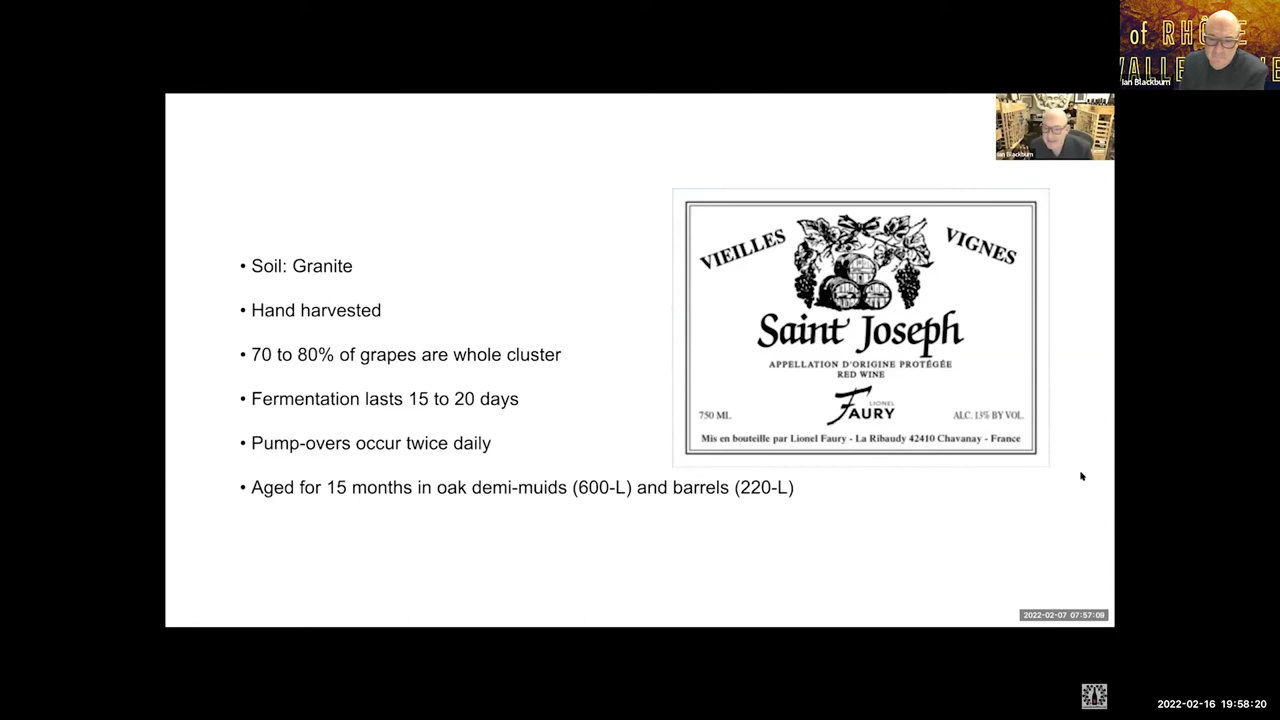 of RHÔNE
Ian Blackburn
Ian Blackburn
• Soil: Granite
• Hand harvested
• 70 to 80% of grapes are whole cluster
• Fermentation lasts 15 to 20 days
• Pump-overs occur twice daily
• Aged for 15 months in oak demi-muids (600-L) and barrels (220-L)
VIEILLES VIGNES
Saint Joseph
APPELLATION D'ORIGINE PROTÉGÉE
RED WINE
LIONEL
FAURY
750 ML
ALC. 13% BY VOL.
Mis en bouteille par Lionel Faury - La Ribaudy 42410 Chavanay - France
2022-02-07 07:57:09
2022-02-16 19:58:20